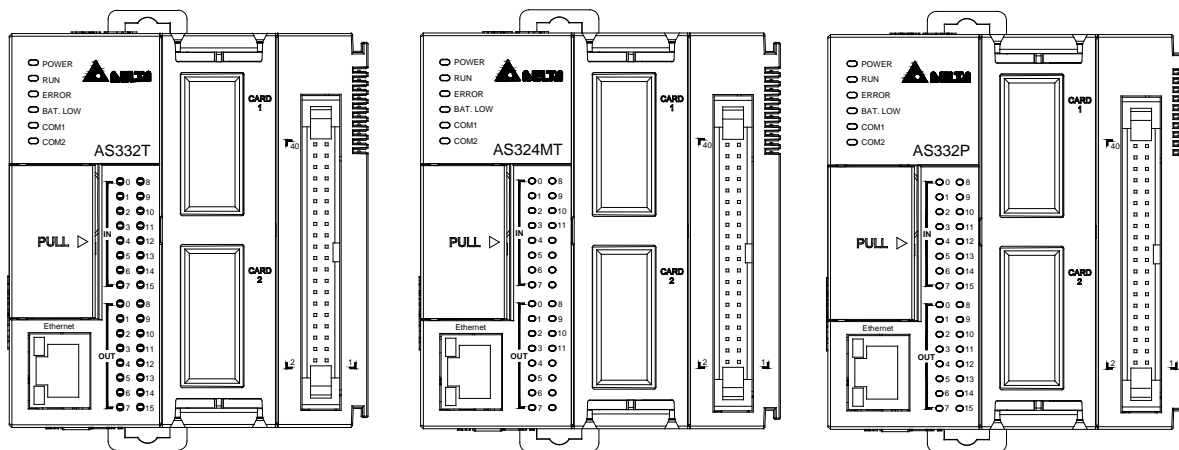 POWER
RUN
ERROR
BAT. LOW
COM1
COM2
DELTA
AS332T
CARD
1
40
PULL
IN
0 8
1 9
2 10
3 11
4 12
5 13
6 14
7 15
CARD
2
Ethernet
OUT
0 8
1 9
2 10
3 11
4 12
5 13
6 14
7 15
2
1
POWER
RUN
ERROR
BAT. LOW
COM1
COM2
DELTA
AS324MT
CARD
1
40
PULL
IN
0 8
1 9
2 10
3 11
4
5
6
7
CARD
2
Ethernet
OUT
0 8
1 9
2 10
3 11
4
5
6
7
2
1
POWER
RUN
ERROR
BAT. LOW
COM1
COM2
DELTA
AS332P
CARD
1
40
PULL
IN
0 8
1 9
2 10
3 11
4 12
5 13
6 14
7 15
CARD
2
Ethernet
OUT
0 8
1 9
2 10
3 11
4 12
5 13
6 14
7 15
2
1